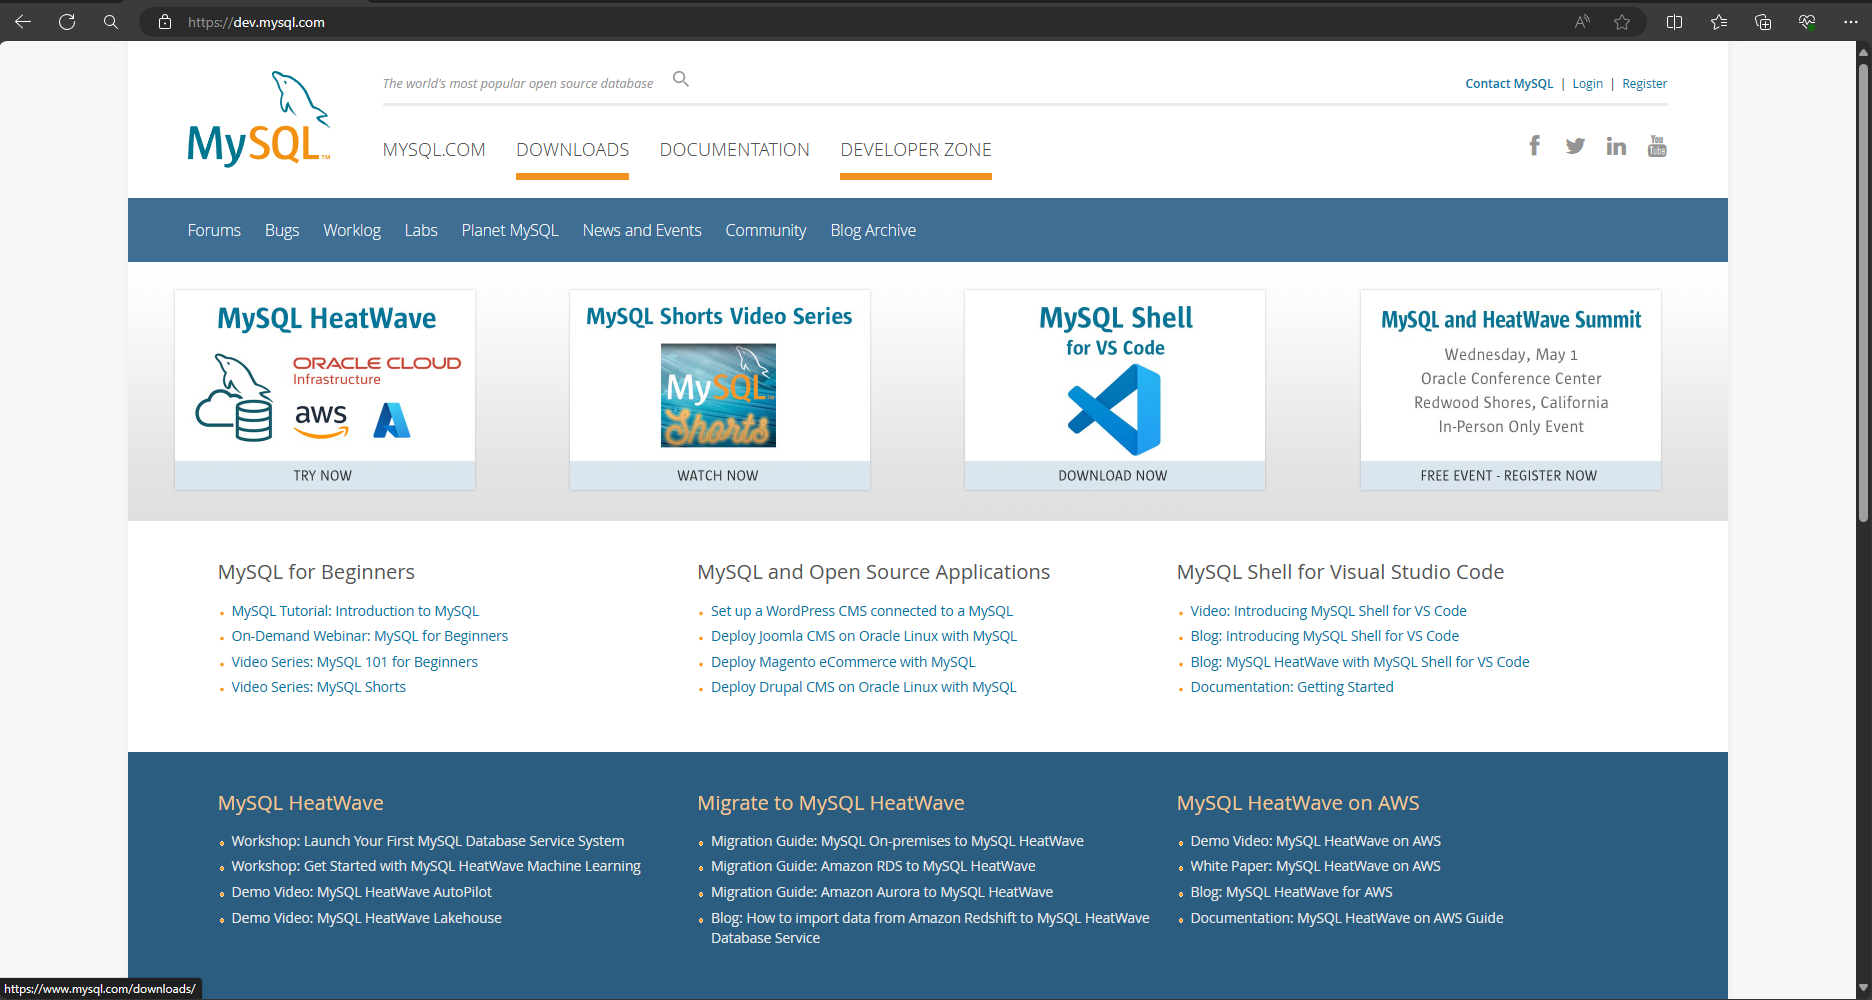 https://dev.mysql.com
MySQL™
The world's most popular open source database
Contact MySQL | Login | Register
MYSQL.COM DOWNLOADS DOCUMENTATION DEVELOPER ZONE
You Tube
Forums Bugs Worklog Labs Planet MySQL News and Events Community Blog Archive
MySQL HeatWave
ORACLE CLOUD
Infrastructure
aws
TRY NOW
MySQL Shorts Video Series
MySQL™
Shorts
WATCH NOW
MySQL Shell
for VS Code
DOWNLOAD NOW
MySQL and HeatWave Summit
Wednesday, May 1
Oracle Conference Center
Redwood Shores, California
In-Person Only Event
FREE EVENT - REGISTER NOW
MySQL for Beginners
MySQL Tutorial: Introduction to MySQL
On-Demand Webinar: MySQL for Beginners
Video Series: MySQL 101 for Beginners
Video Series: MySQL Shorts
MySQL and Open Source Applications
Set up a WordPress CMS connected to a MySQL
Deploy Joomla CMS on Oracle Linux with MySQL
Deploy Magento eCommerce with MySQL
Deploy Drupal CMS on Oracle Linux with MySQL
MySQL Shell for Visual Studio Code
Video: Introducing MySQL Shell for VS Code
Blog: Introducing MySQL Shell for VS Code
Blog: MySQL HeatWave with MySQL Shell for VS Code
Documentation: Getting Started
MySQL HeatWave
Workshop: Launch Your First MySQL Database Service System
Workshop: Get Started with MySQL HeatWave Machine Learning
Demo Video: MySQL HeatWave AutoPilot
Demo Video: MySQL HeatWave Lakehouse
Migrate to MySQL HeatWave
Migration Guide: MySQL On-premises to MySQL HeatWave
Migration Guide: Amazon RDS to MySQL HeatWave
Migration Guide: Amazon Aurora to MySQL HeatWave
Blog: How to import data from Amazon Redshift to MySQL HeatWave
Database Service
MySQL HeatWave on AWS
Demo Video: MySQL HeatWave on AWS
White Paper: MySQL HeatWave on AWS
Blog: MySQL HeatWave for AWS
Documentation: MySQL HeatWave on AWS Guide
https://www.mysql.com/downloads/